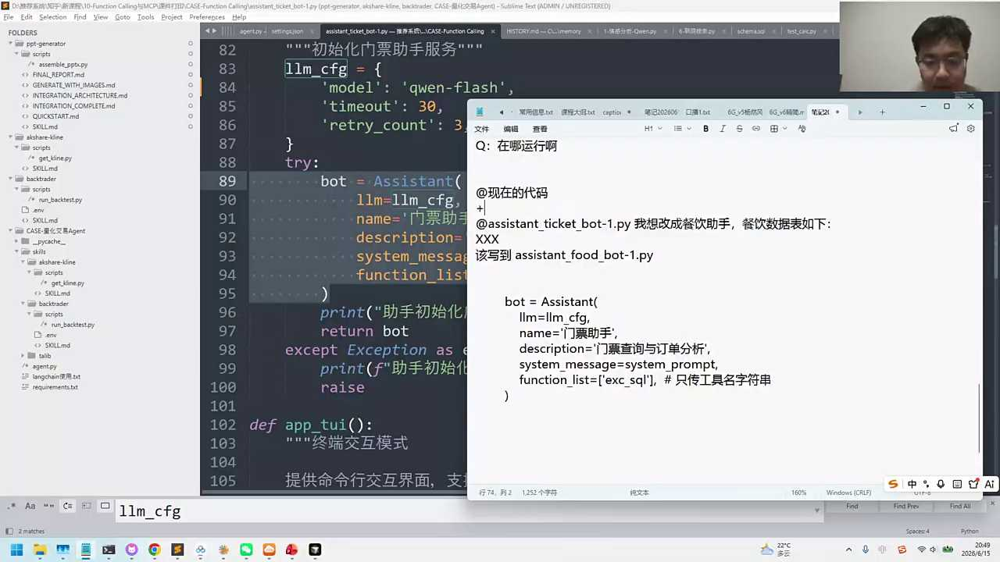 D:\推荐系统\知乎\新课程\10-Function Calling与MCP\课件打印\CASE-Function Calling\assistant_ticket_bot-1.py (ppt-generator, akshare-kline, backtrader, CASE-量化交易Agent) - Sublime Text (ADMIN / UNREGISTERED)
File Edit Selection Find View Goto Tools Project Preferences Help
FOLDERS
ppt-generator
scripts
assemble_pptx.py
FINAL_REPORT.md
GENERATE_WITH_IMAGES.md
INTEGRATION_ARCHITECTURE.md
INTEGRATION_COMPLETE.md
QUICKSTART.md
SKILL.md
akshare-kline
scripts
get_kline.py
SKILL.md
backtrader
scripts
run_backtest.py
.env
SKILL.md
CASE-量化交易Agent
__pycache__
skills
akshare-kline
scripts
get_kline.py
SKILL.md
backtrader
scripts
run_backtest.py
.env
SKILL.md
talib
agent.py
langchain使用.txt
requirements.txt
agent.py settings.json assistant_ticket_bot-1.py — 推荐系统\...\CASE-Function Calling HISTORY.md — C:\...\memory 1-情感分析-Qwen.py schema.sql test_calc.py
82 """初始化门票助手服务"""
83 llm_cfg = {
84 'model': 'qwen-flash',
85 'timeout': 30,
86 'retry_count': 3,
87 }
88 try:
89 bot = Assistant(
90 llm=llm_cfg,
91 name='门票助手
92 description=
93 system_messag
94 function_list
95 )
96 print("助手初始化
97 return bot
98 except Exception as e
99 print(f"助手初始化
100 raise
101
102 def app_tui():
103 """终端交互模式
104
105 提供命令行交互界面，支持
常用信息.txt 课程大纲.txt caption 笔记202606 口播1.txt 6G_v5杨然风 6G_v6精简.m 笔记20
文件 编辑 查看 H1 B I S
Q：在哪运行啊
@现在的代码
+
@assistant_ticket_bot-1.py 我想改成餐饮助手，餐饮数据表如下：
XXX
该写到 assistant_food_bot-1.py
bot = Assistant(
llm=llm_cfg,
name='门票助手',
description='门票查询与订单分析',
system_message=system_prompt,
function_list=['exc_sql'], # 只传工具名字符串
)
行 74, 列 2 1,252 个字符 纯文本 160% Windows (CRLF) UTF-8
中 Ai
.* Aa llm_cfg Find Find Prev Find All
2 matches Spaces: 4 Python
22°C
多云
20:49
2026/6/15